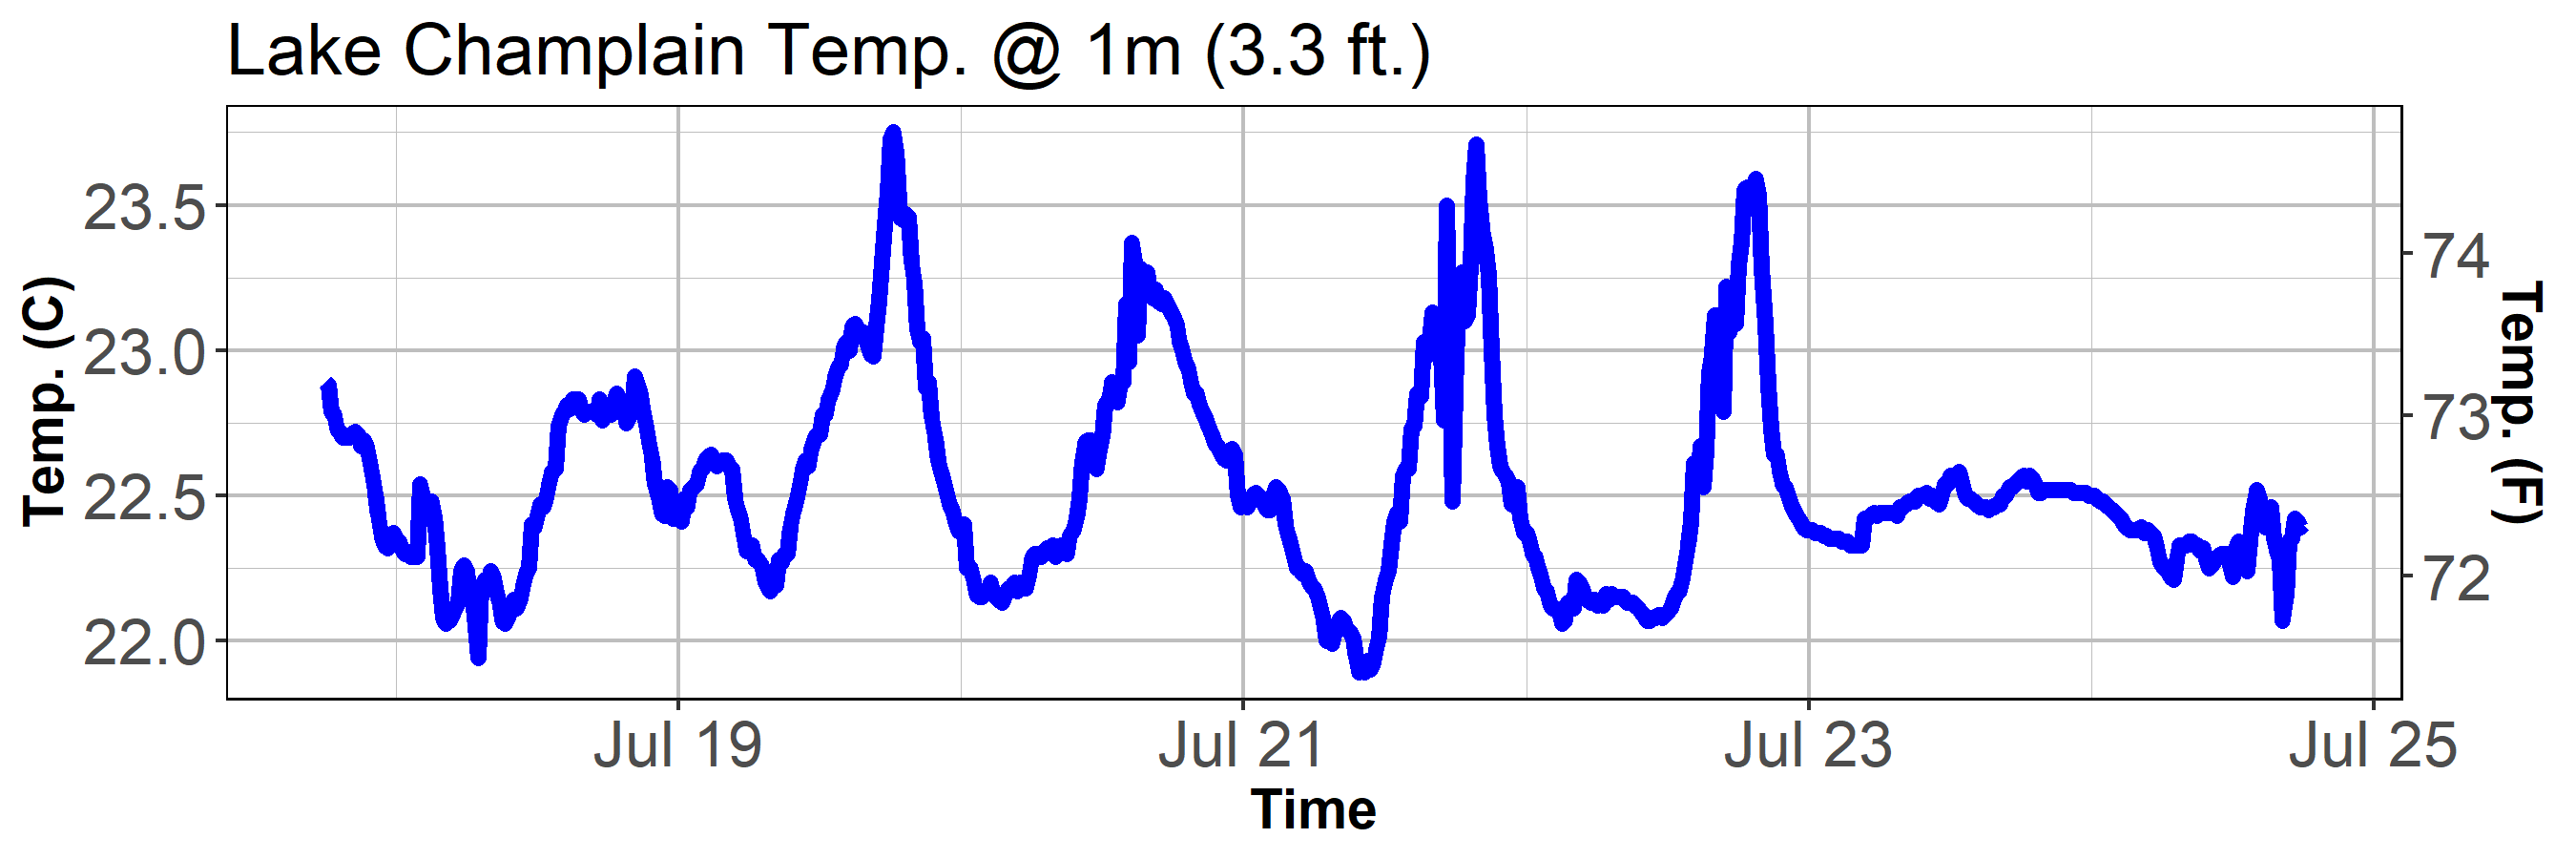 Lake Champlain Temp. @ 1m (3.3 ft.)
Temp. (C)
23.5
23.0
22.5
22.0
74
73
72
Temp. (F)
Jul 19
Jul 21
Jul 23
Jul 25
Time